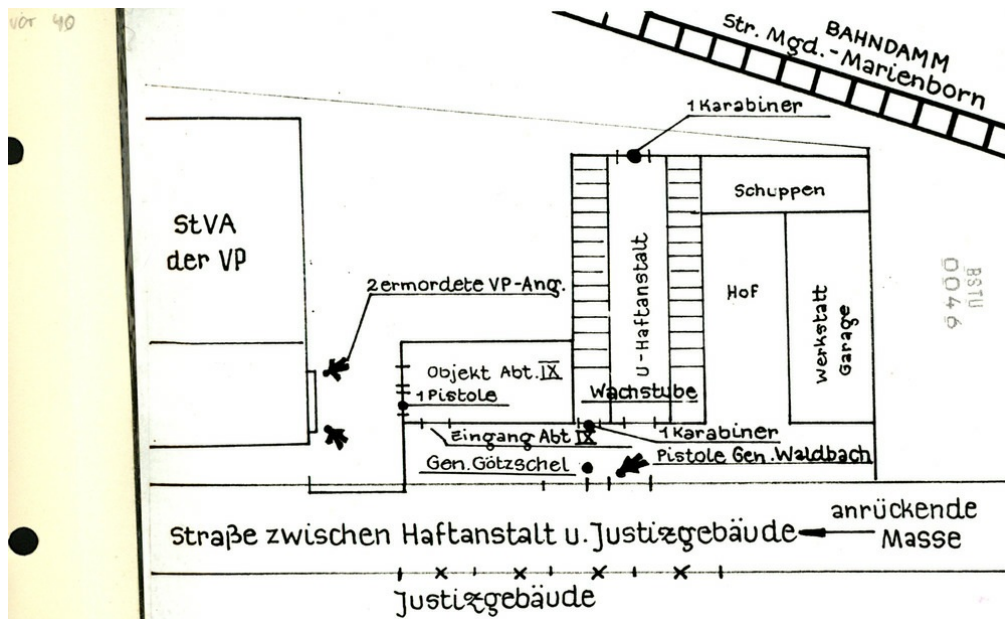 vor 40
BAHNDAMM
Str. Mgd.-Marienborn
1 Karabiner
StVA
der VP
Schuppen
2 ermordete VP-Ang.
U-Haftanstalt
Hof
Werkstatt
Garage
BSTU
0046
Objekt Abt. IX
1 Pistole
Wachstube
Eingang Abt IX
1 Karabiner
Gen. Götzschel
Pistole Gen. Waldbach
Straße zwischen Haftanstalt u. Justizgebäude
anrückende
Masse
Justizgebäude